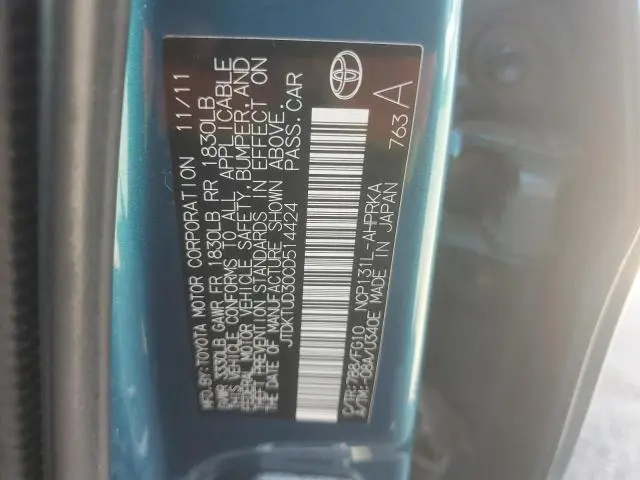 MFD.BY:TOYOTA MOTOR CORPORATION 11/11
GVWR 3330LB GAWR FR 1830LB RR 1830LB
THIS VEHICLE CONFORMS TO ALL APPLICABLE
FEDERAL MOTOR VEHICLE SAFETY, BUMPER, AND
THEFT PREVENTION STANDARDS IN EFFECT ON
THE DATE OF MANUFACTURE SHOWN ABOVE.
JTDKTUD30CD514424 PASS.CAR
C/TR:788/FG10 NCP131L-AHPRKA
A/TM:-08A/U340E MADE IN JAPAN
763 A